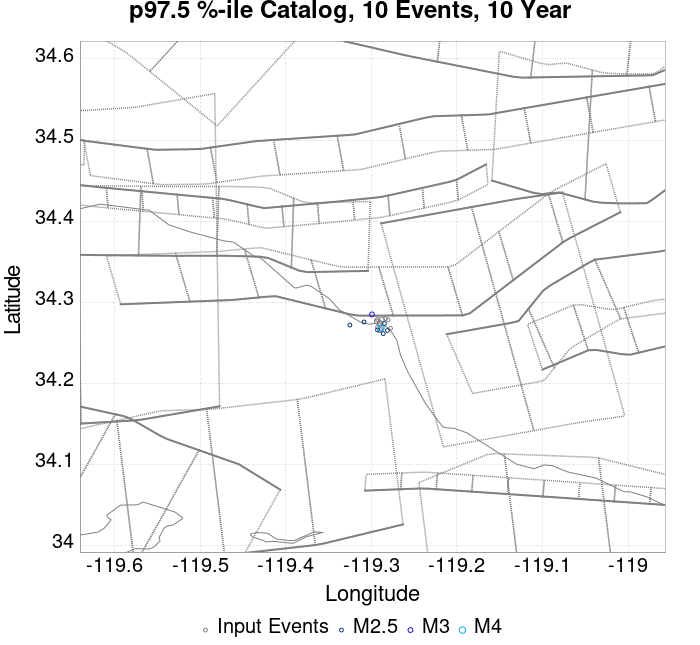 p97.5 %-ile Catalog, 10 Events, 10 Year
34.6
34.5
34.4
34.3
34.2
34.1
34
Latitude
-119.6 -119.5 -119.4 -119.3 -119.2 -119.1 -119
Longitude
Input Events M2.5 M3 M4